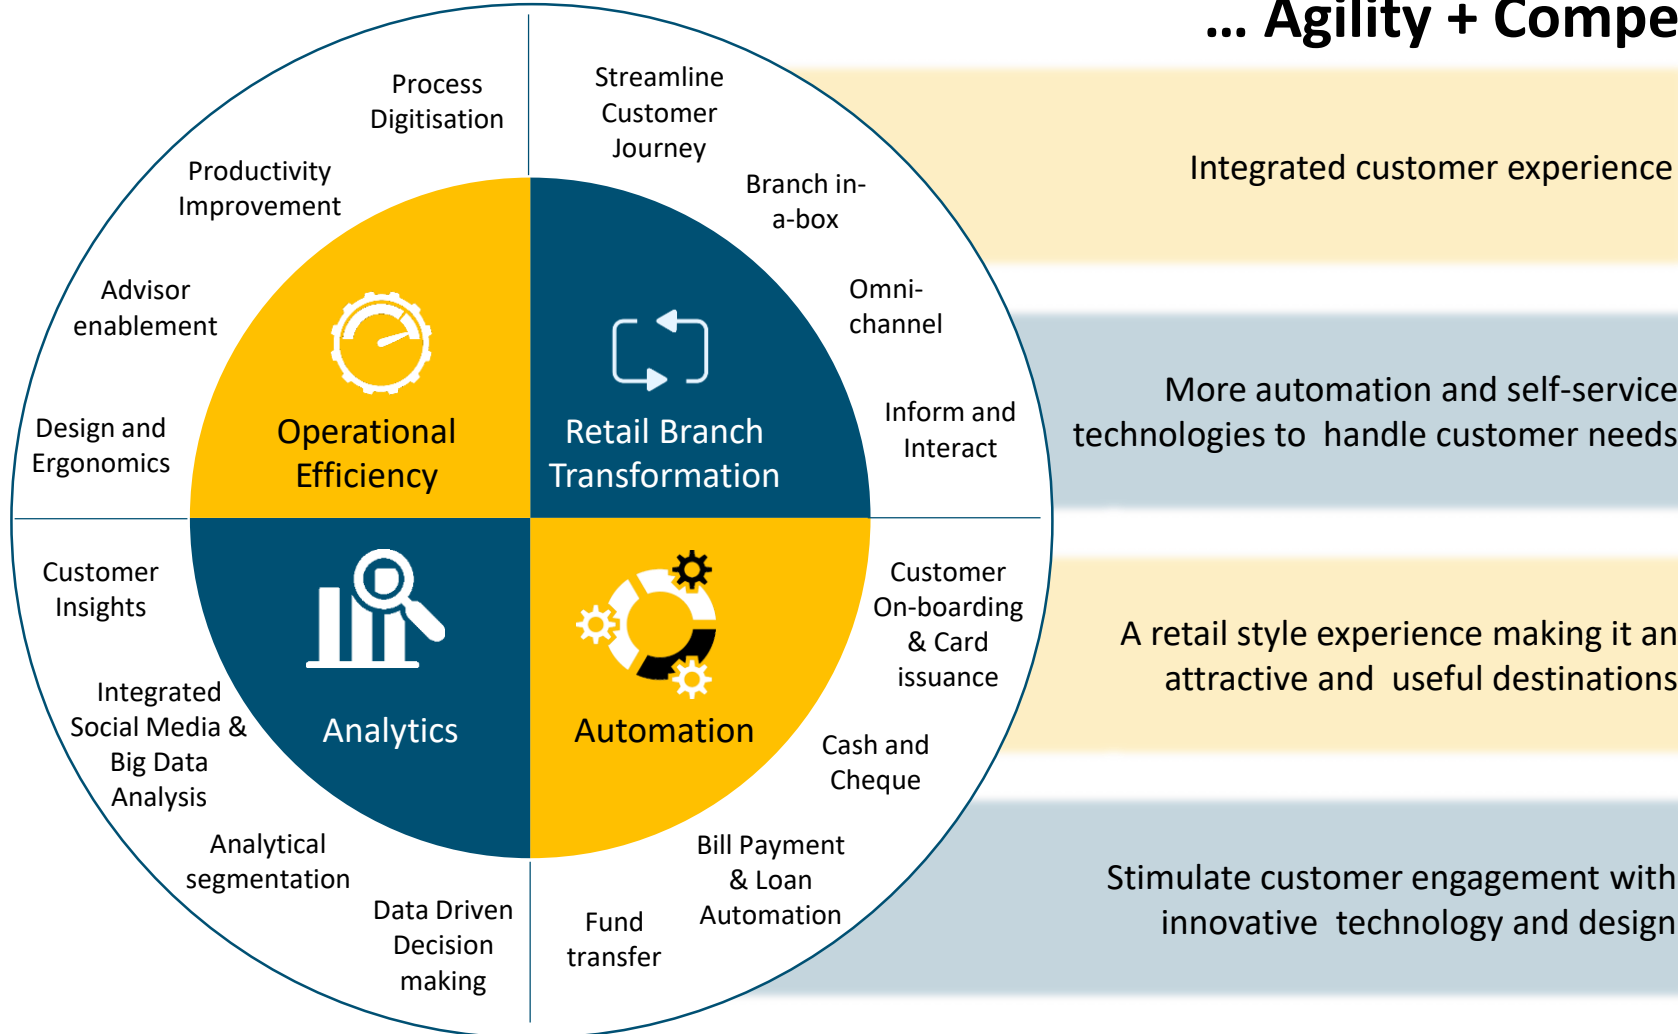 ... Agility + Compe
Process
Digitisation
Productivity
Improvement
Advisor
enablement
Design and
Ergonomics
Streamline
Customer
Journey
Branch in-
a-box
Omni-
channel
Inform and
Interact
Operational
Efficiency
Retail Branch
Transformation
Analytics
Automation
Customer
Insights
Integrated
Social Media &
Big Data
Analysis
Analytical
segmentation
Data Driven
Decision
making
Customer
On-boarding
& Card
issuance
Cash and
Cheque
Bill Payment
& Loan
Automation
Fund
transfer
Integrated customer experience
More automation and self-service
technologies to handle customer needs
A retail style experience making it an
attractive and useful destinations
Stimulate customer engagement with
innovative technology and design